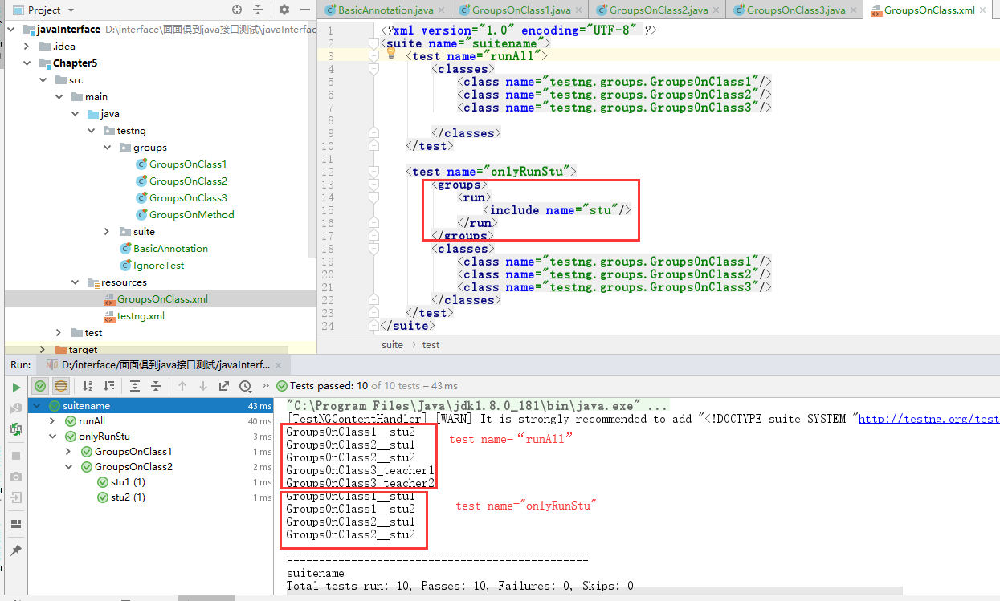 Project
BasicAnnotation.java
GroupsOnClass1.java
GroupsOnClass2.java
GroupsOnClass3.java
GroupsOnClass.xml
javaInterface D:\interface\面面俱到java接口测试\javaInterfac
.idea
Chapter5
src
main
java
testng
groups
GroupsOnClass1
GroupsOnClass2
GroupsOnClass3
GroupsOnMethod
suite
BasicAnnotation
IgnoreTest
resources
GroupsOnClass.xml
testng.xml
test
target
1 <?xml version="1.0" encoding="UTF-8" ?>
2 <suite name="suitename">
3 <test name="runAll">
4 <classes>
5 <class name="testng.groups.GroupsOnClass1"/>
6 <class name="testng.groups.GroupsOnClass2"/>
7 <class name="testng.groups.GroupsOnClass3"/>
8
9 </classes>
10 </test>
11
12 <test name="onlyRunStu">
13 <groups>
14 <run>
15 <include name="stu"/>
16 </run>
17 </groups>
18 <classes>
19 <class name="testng.groups.GroupsOnClass1"/>
20 <class name="testng.groups.GroupsOnClass2"/>
21 <class name="testng.groups.GroupsOnClass3"/>
22 </classes>
23 </test>
24 </suite>
suite › test
Run: NG D:/interface/面面俱到java接口测试/javaInterf...
Tests passed: 10 of 10 tests – 43 ms
suitename 43 ms
runAll 40 ms
onlyRunStu 3 ms
GroupsOnClass1 1 ms
GroupsOnClass2 2 ms
stu1 (1) 1 ms
stu2 (1) 1 ms
"C:\Program Files\Java\jdk1.8.0_181\bin\java.exe" ...
[TestNGContentHandler] [WARN] It is strongly recommended to add "<!DOCTYPE suite SYSTEM "http://testng.org/test
GroupsOnClass1__stu2
GroupsOnClass2__stu1
GroupsOnClass2__stu2
GroupsOnClass3_teacher1
GroupsOnClass3_teacher2
test name=“runAll”
GroupsOnClass1__stu1
GroupsOnClass1__stu2
GroupsOnClass2__stu1
GroupsOnClass2__stu2
test name="onlyRunStu"
===============================================
suitename
Total tests run: 10, Passes: 10, Failures: 0, Skips: 0